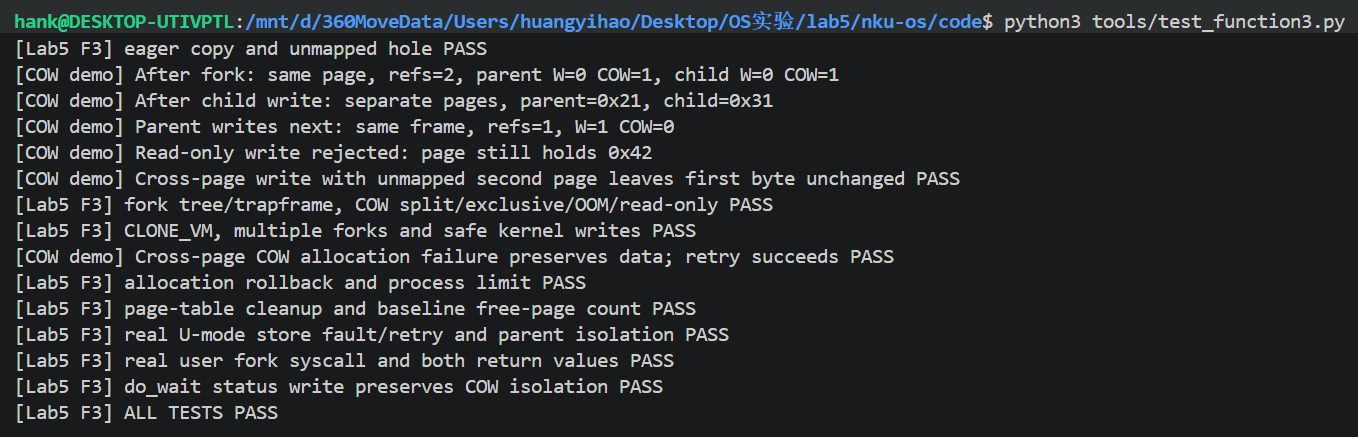 hank@DESKTOP-UTIVPTL:/mnt/d/360MoveData/Users/huangyihao/Desktop/OS实验/lab5/nku-os/code$ python3 tools/test_function3.py
[Lab5 F3] eager copy and unmapped hole PASS
[COW demo] After fork: same page, refs=2, parent W=0 COW=1, child W=0 COW=1
[COW demo] After child write: separate pages, parent=0x21, child=0x31
[COW demo] Parent writes next: same frame, refs=1, W=1 COW=0
[COW demo] Read-only write rejected: page still holds 0x42
[COW demo] Cross-page write with unmapped second page leaves first byte unchanged PASS
[Lab5 F3] fork tree/trapframe, COW split/exclusive/OOM/read-only PASS
[Lab5 F3] CLONE_VM, multiple forks and safe kernel writes PASS
[COW demo] Cross-page COW allocation failure preserves data; retry succeeds PASS
[Lab5 F3] allocation rollback and process limit PASS
[Lab5 F3] page-table cleanup and baseline free-page count PASS
[Lab5 F3] real U-mode store fault/retry and parent isolation PASS
[Lab5 F3] real user fork syscall and both return values PASS
[Lab5 F3] do_wait status write preserves COW isolation PASS
[Lab5 F3] ALL TESTS PASS